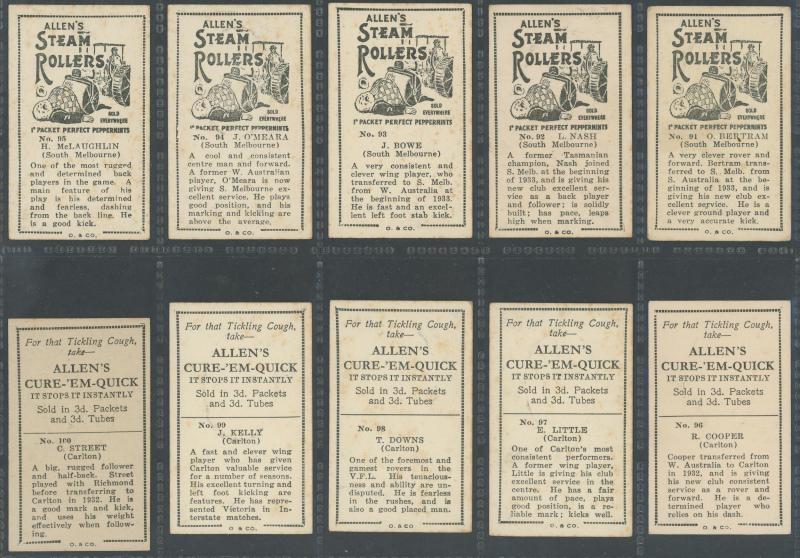 ALLEN'S
STEAM
ROLLERS
SOLD
EVERYWHERE
1D PACKET PERFECT PEPPERMINTS
No. 95
H. McLAUGHLIN
(South Melbourne)
One of the most rugged
and determined back
players in the game. A
main feature of his
play is his determined
and fearless, dashing
from the back line. He
is a good kick.
O. & CO.
ALLEN'S
STEAM
ROLLERS
SOLD
EVERYWHERE
1D PACKET PERFECT PEPPERMINTS
No. 94 J. O'MEARA
(South Melbourne)
A cool and consistent
centre man and forward.
A former W. Australian
player, O'Meara is now
giving S. Melbourne ex-
cellent service. He plays
good position, and his
marking and kicking are
above the average.
O. & CO.
ALLEN'S
STEAM
ROLLERS
SOLD
EVERYWHERE
1D PACKET PERFECT PEPPERMINTS
No. 93
J. BOWE
(South Melbourne)
A very consistent and
clever wing player, who
transferred to S. Melb.
from W. Australia at
the beginning of 1933.
He is fast and an excel-
lent left foot stab kick.
O. & CO.
ALLEN'S
STEAM
ROLLERS
SOLD
EVERYWHERE
1D PACKET PERFECT PEPPERMINTS
No. 92 L. NASH
(South Melbourne)
A former Tasmanian
champion, Nash joined
S. Melb. at the beginning
of 1933, and is giving his
new club excellent ser-
vice as a back player
and follower; is solidly
built; has pace, leaps
high when marking.
O. & CO.
ALLEN'S
STEAM
ROLLERS
SOLD
EVERYWHERE
1D PACKET PERFECT PEPPERMINTS
No. 91 O. BERTRAM
(South Melbourne)
A very clever rover and
forward. Bertram trans-
ferred to S. Melb. from
S. Australia at the be-
ginning of 1933, and is
giving his new club ex-
cellent service. He is a
clever ground player and
a very accurate kick.
O. & CO.
For that Tickling Cough,
take—
ALLEN'S
CURE-'EM-QUICK
IT STOPS IT INSTANTLY
Sold in 3d. Packets
and 3d. Tubes
No. 100
C. STREET
(Carlton)
A big, rugged follower
and half-back. Street
played with Richmond
before transferring to
Carlton in 1932. He is
a good mark and kick,
and uses his weight
effectively when follow-
ing.
O. & CO.
For that Tickling Cough,
take—
ALLEN'S
CURE-'EM-QUICK
IT STOPS IT INSTANTLY
Sold in 3d. Packets
and 3d. Tubes
No. 99
J. KELLY
(Carlton)
A fast and clever wing
player who has given
Carlton valuable service
for a number of seasons.
His excellent turning and
left foot kicking are
features. He has repre-
sented Victoria in In-
terstate matches.
O. & CO.
For that Tickling Cough,
take—
ALLEN'S
CURE-'EM-QUICK
IT STOPS IT INSTANTLY
Sold in 3d. Packets
and 3d. Tubes
No. 98
T. DOWNS
(Carlton)
One of the foremost and
gamest rovers in the
V.F.L. His tenacious-
ness and ability are un-
disputed. He is fearless
in the rushes, and is
also a good placed man.
O. & CO.
For that Tickling Cough,
take—
ALLEN'S
CURE-'EM-QUICK
IT STOPS IT INSTANTLY
Sold in 3d. Packets
and 3d. Tubes
No. 97
E. LITTLE
(Carlton)
One of Carlton's most
consistent performers.
A former wing player,
Little is giving his club
excellent service in the
centre. He has a fair
amount of pace, plays
good position, is a re-
liable mark; kicks well.
O. & CO.
For that Tickling Cough,
take—
ALLEN'S
CURE-'EM-QUICK
IT STOPS IT INSTANTLY
Sold in 3d. Packets
and 3d. Tubes
No. 96
R. COOPER
(Carlton)
Cooper transferred from
W. Australia to Carlton
in 1932, and is giving
his new club consistent
service as a rover and
forward. He is a de-
termined player who
relies on his dash.
O. & CO.